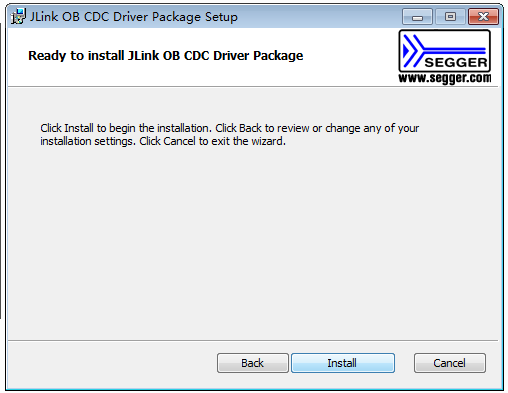 JLink OB CDC Driver Package Setup
Ready to install JLink OB CDC Driver Package
SEGGER
www.segger.com
Click Install to begin the installation. Click Back to review or change any of your
installation settings. Click Cancel to exit the wizard.
Back
Install
Cancel